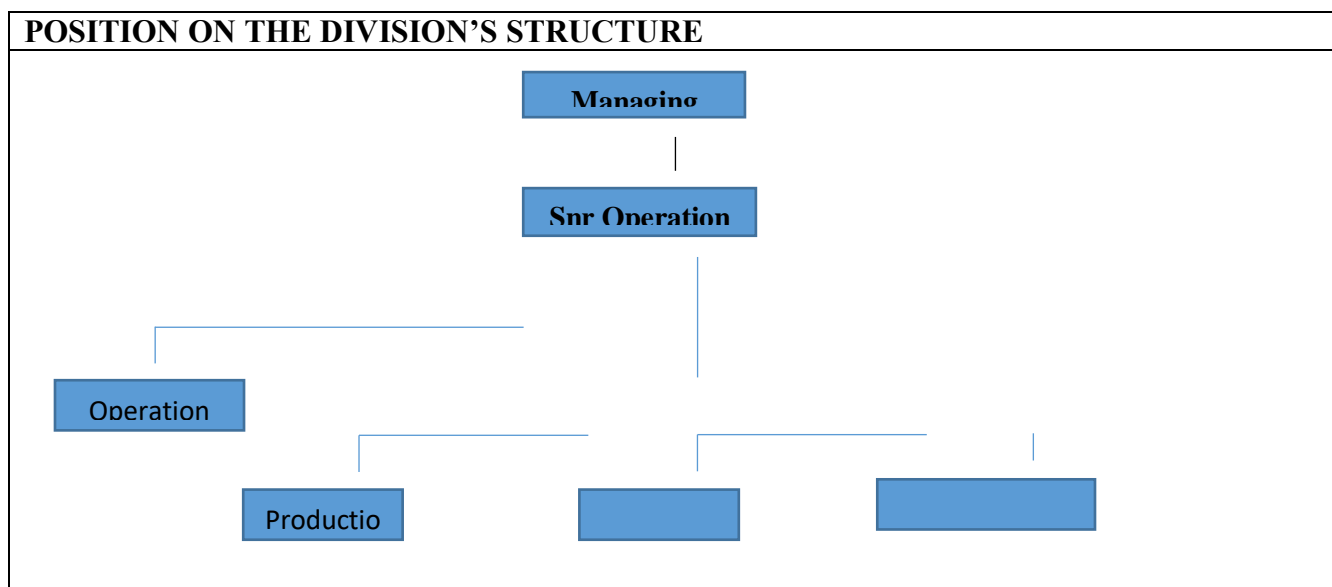 POSITION ON THE DIVISION’S STRUCTURE
Managing
Snr Operation
Operation
Productio